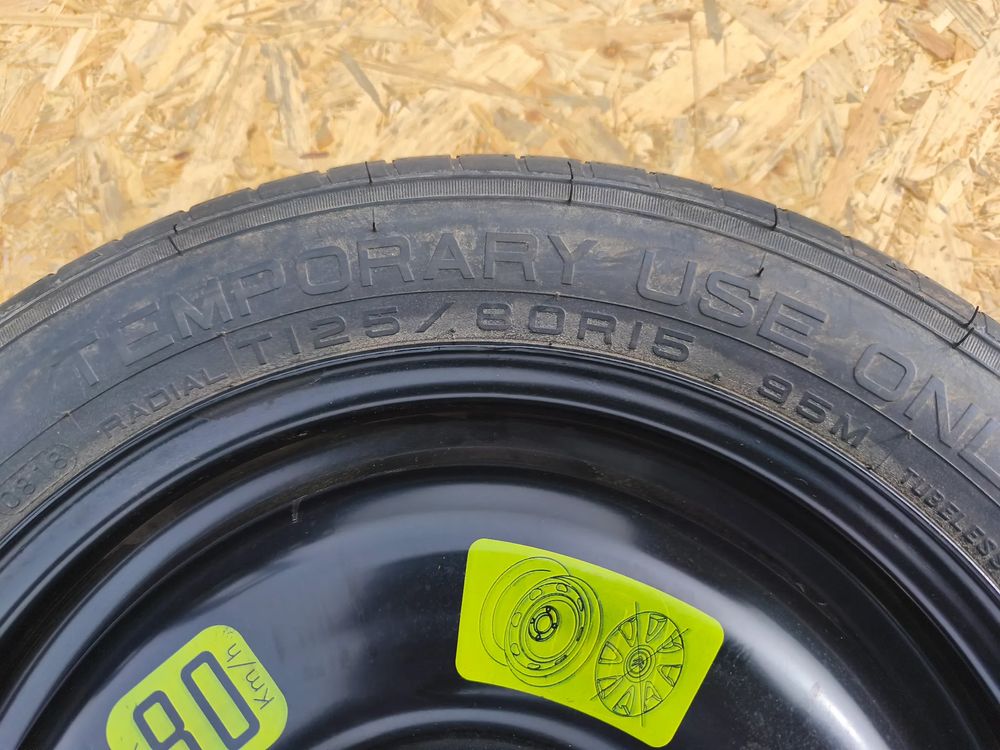 TEMPORARY USE ONL
0818 RADIAL T125/80R15 95M TUBELESS
80 km/h